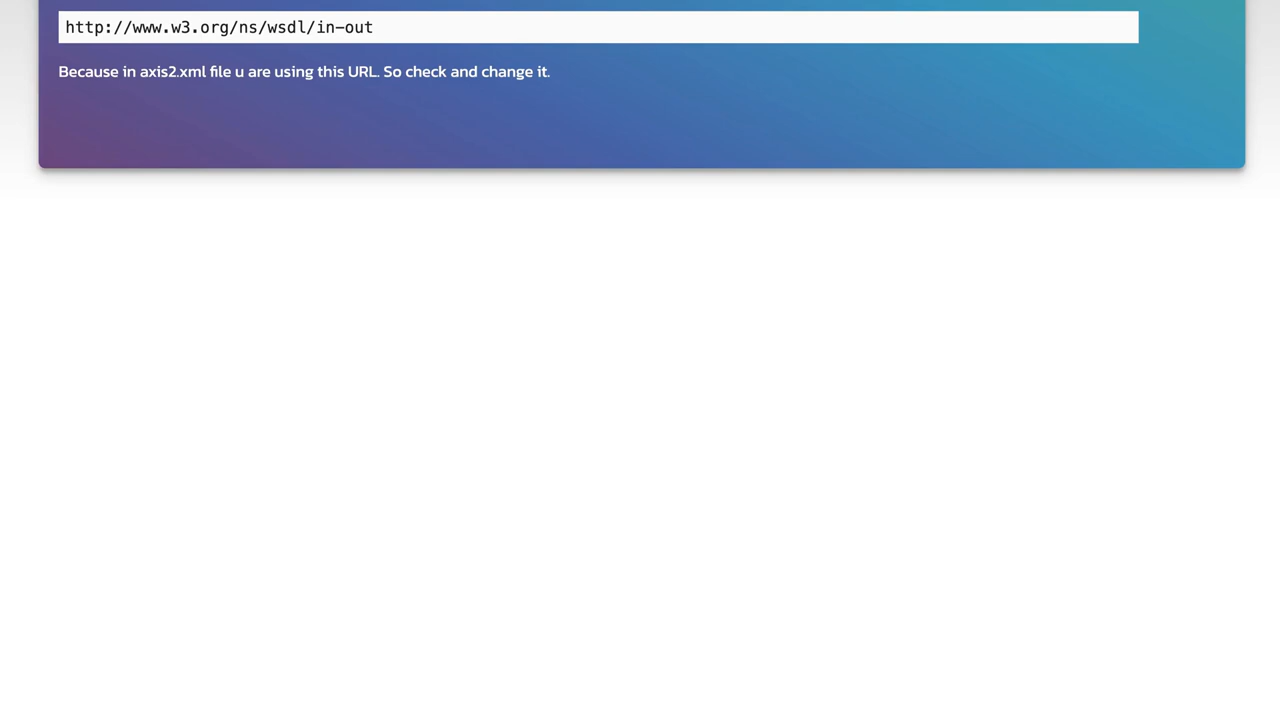 http://www.w3.org/ns/wsdl/in-out
Because in axis2.xml file u are using this URL. So check and change it.